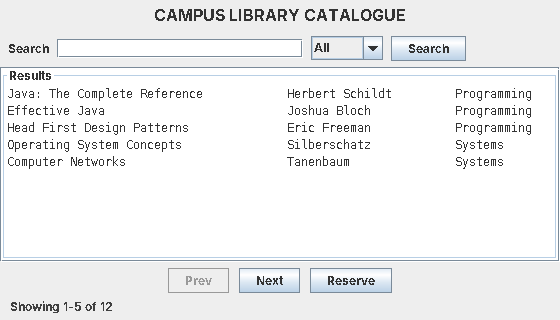 CAMPUS LIBRARY CATALOGUE
Search All Search
Results
Java: The Complete Reference Herbert Schildt Programming
Effective Java Joshua Bloch Programming
Head First Design Patterns Eric Freeman Programming
Operating System Concepts Silberschatz Systems
Computer Networks Tanenbaum Systems
Prev Next Reserve
Showing 1-5 of 12